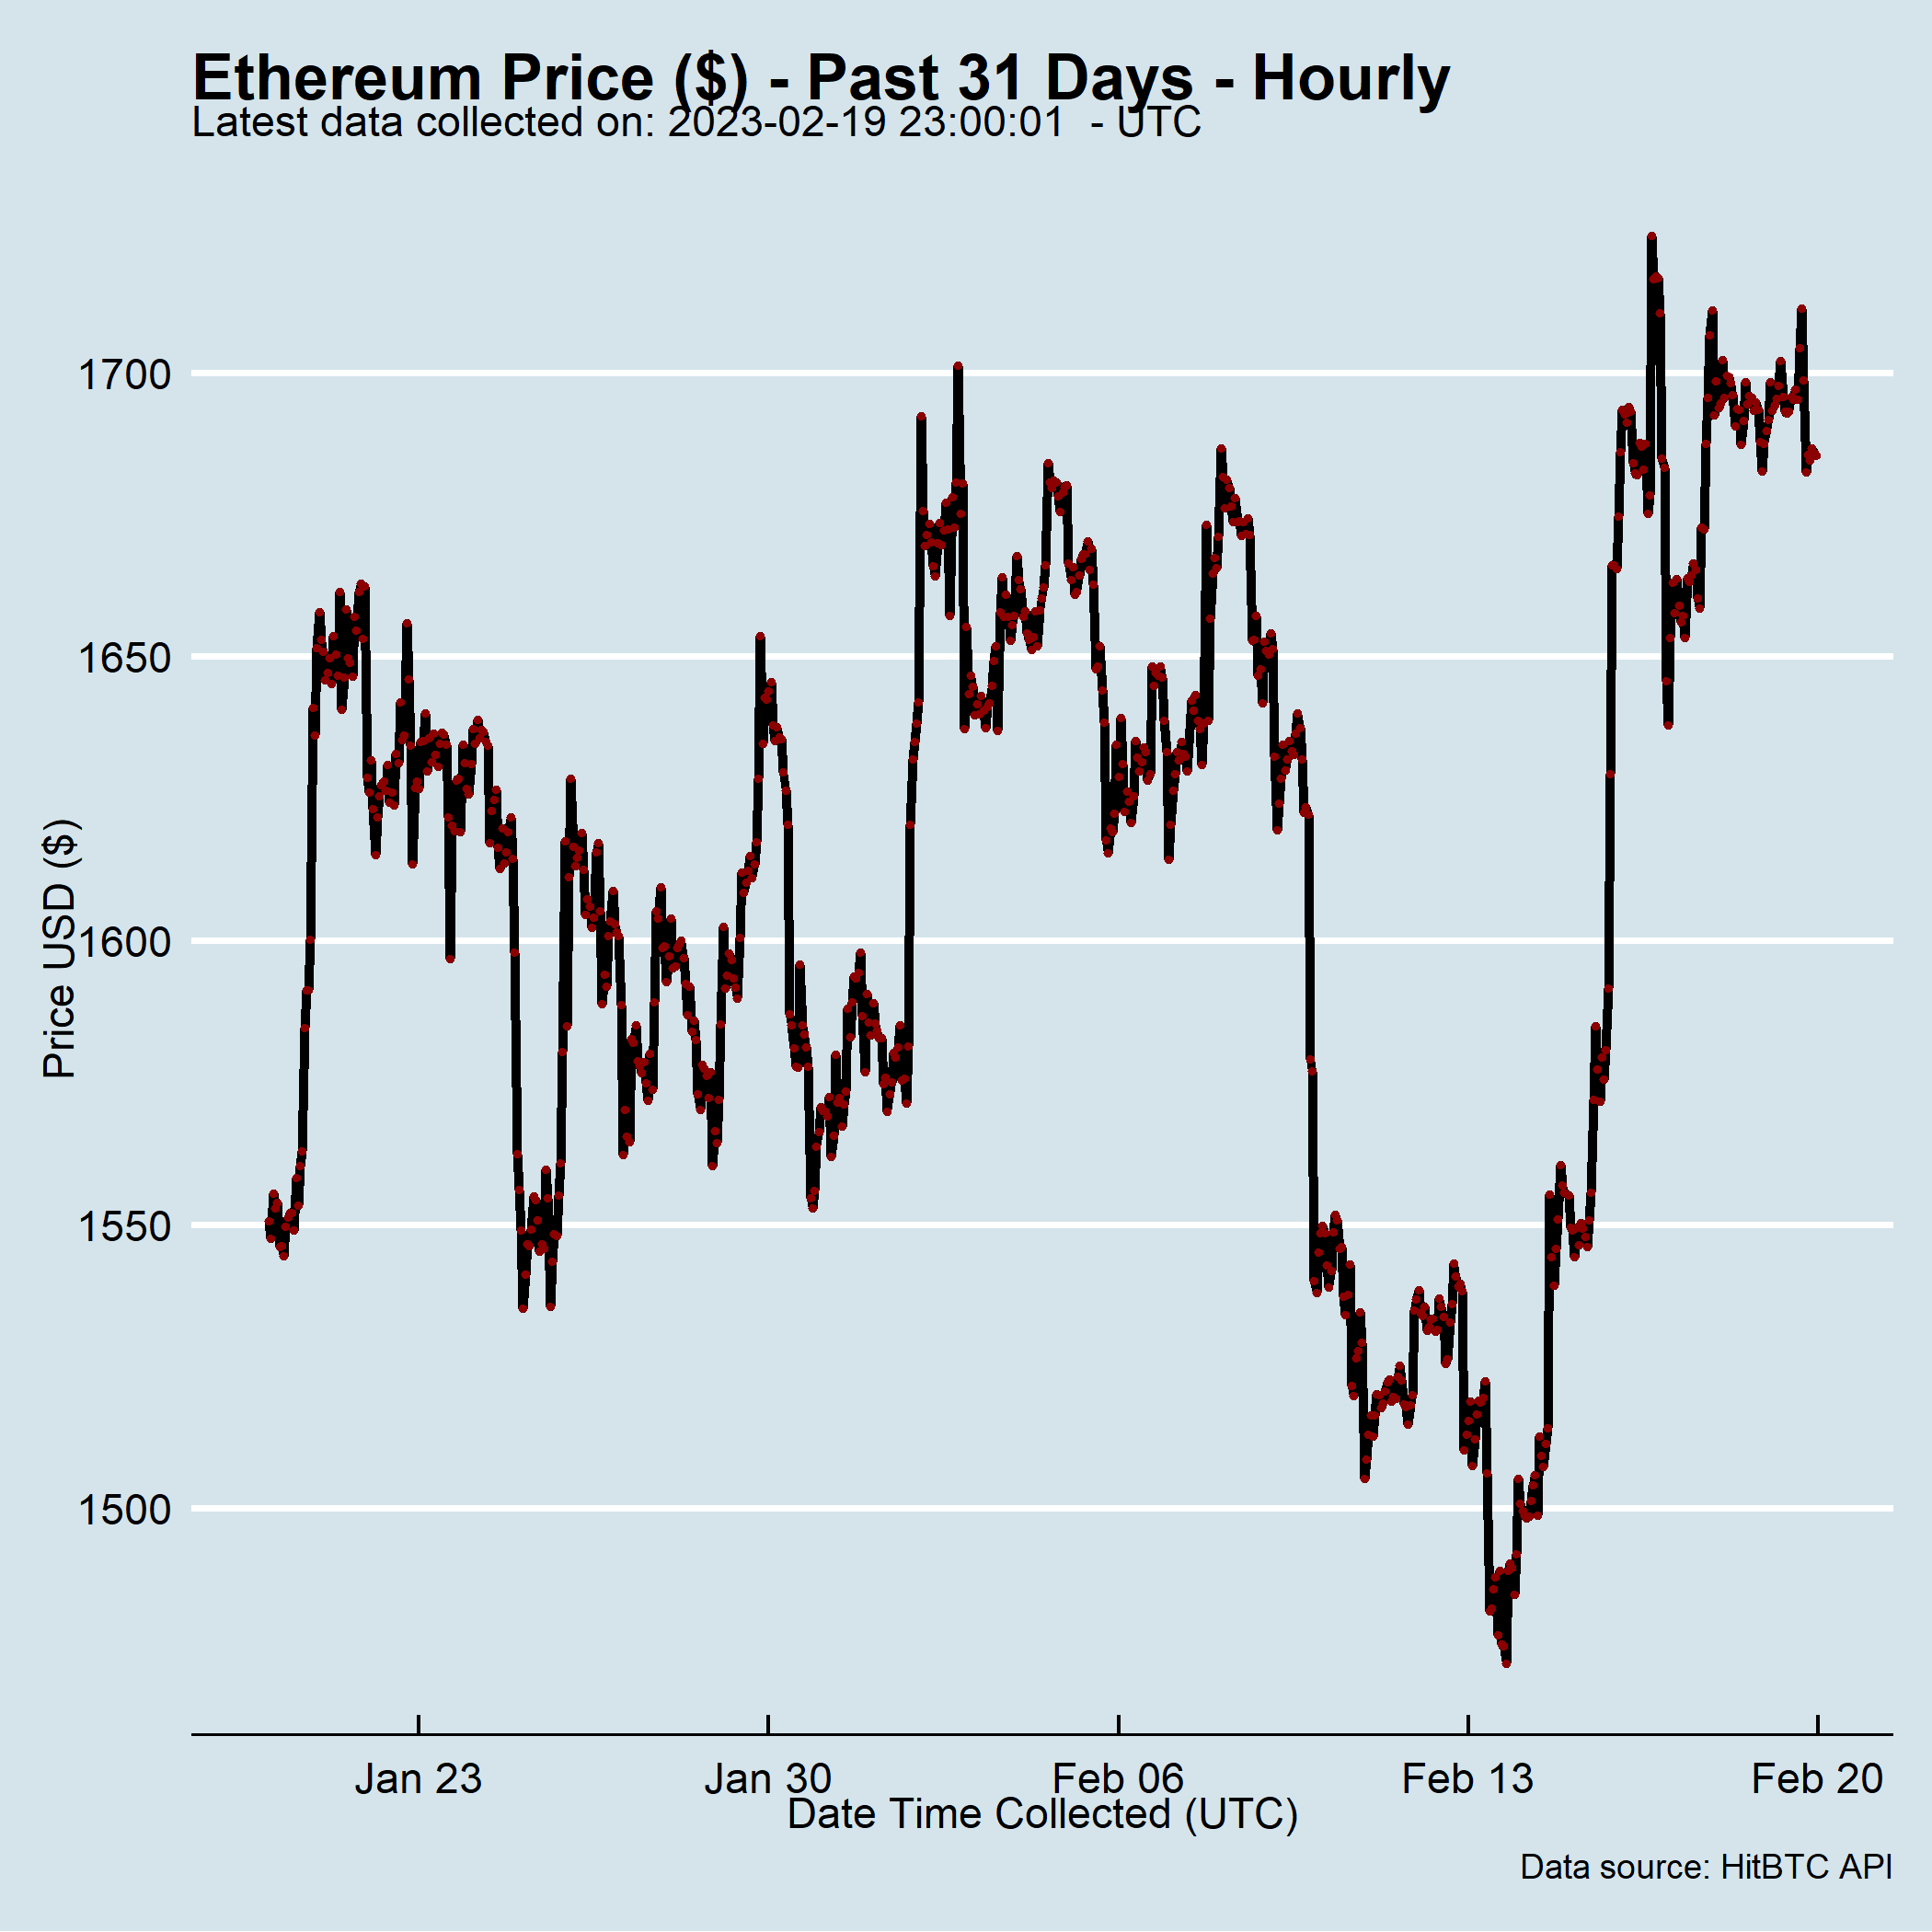 Ethereum Price ($) - Past 31 Days - Hourly
Latest data collected on: 2023-02-19 23:00:01  - UTC
Price USD ($)
1700
1650
1600
1550
1500
Jan 23
Jan 30
Feb 06
Feb 13
Feb 20
Date Time Collected (UTC)
Data source: HitBTC API